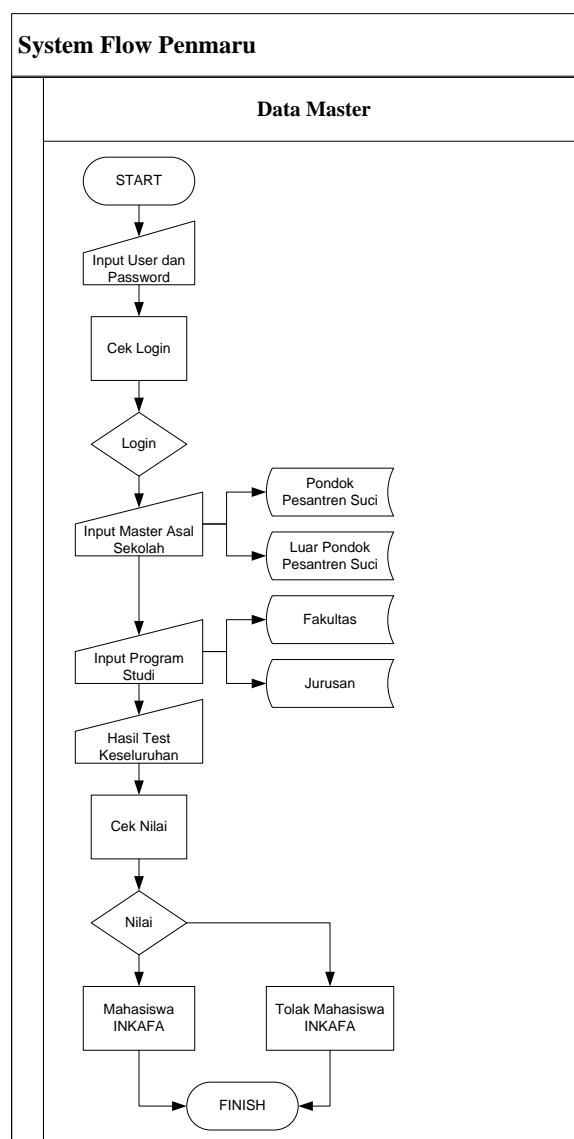 System Flow Penmaru
Data Master
START
Input User dan
Password
Cek Login
Login
Input Master Asal
Sekolah
Pondok
Pesantren Suci
Luar Pondok
Pesantren Suci
Input Program
Studi
Fakultas
Jurusan
Hasil Test
Keseluruhan
Cek Nilai
Nilai
Mahasiswa
INKAFA
Tolak Mahasiswa
INKAFA
FINISH